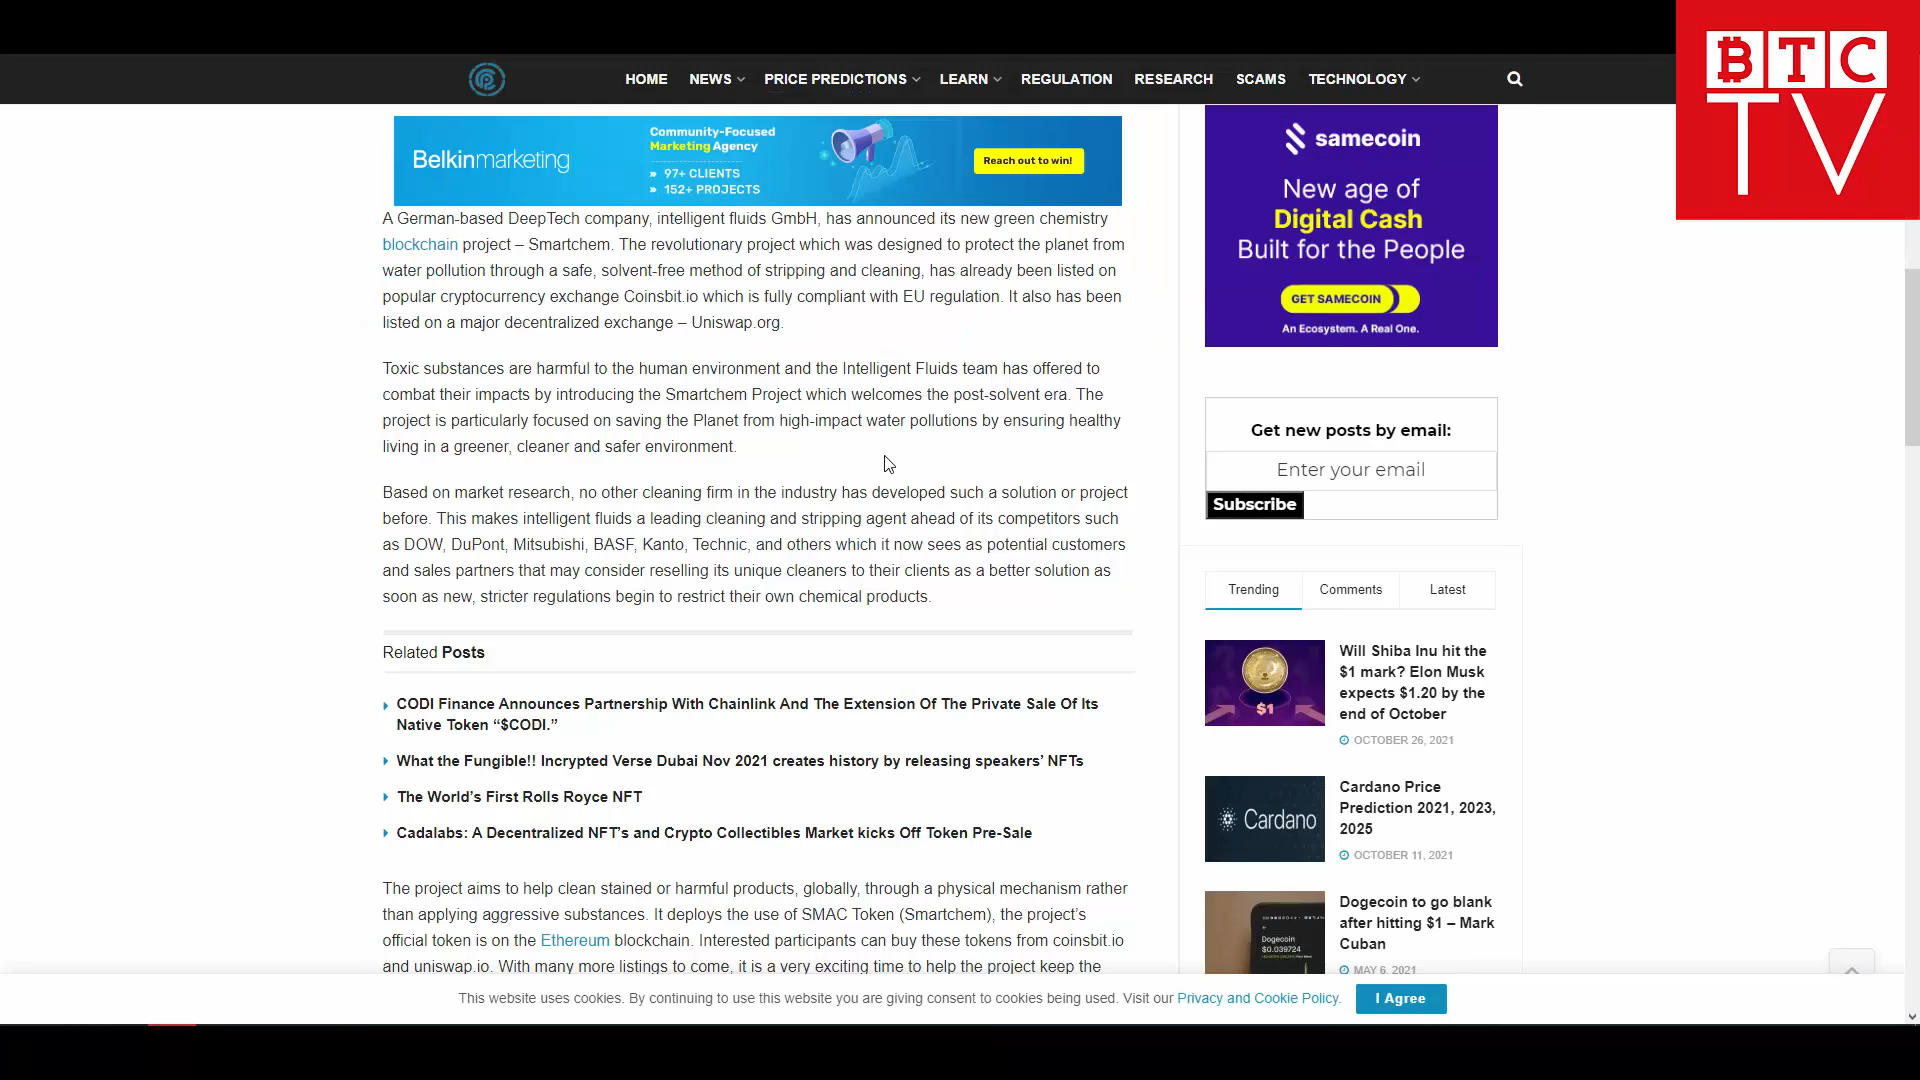 BTC
TV
HOME NEWS PRICE PREDICTIONS LEARN REGULATION RESEARCH SCAMS TECHNOLOGY
Belkinmarketing
Community-Focused
Marketing Agency
» 97+ CLIENTS
» 152+ PROJECTS
Reach out to win!
A German-based DeepTech company, intelligent fluids GmbH, has announced its new green chemistry
blockchain project – Smartchem. The revolutionary project which was designed to protect the planet from
water pollution through a safe, solvent-free method of stripping and cleaning, has already been listed on
popular cryptocurrency exchange Coinsbit.io which is fully compliant with EU regulation. It also has been
listed on a major decentralized exchange – Uniswap.org.
Toxic substances are harmful to the human environment and the Intelligent Fluids team has offered to
combat their impacts by introducing the Smartchem Project which welcomes the post-solvent era. The
project is particularly focused on saving the Planet from high-impact water pollutions by ensuring healthy
living in a greener, cleaner and safer environment.
Based on market research, no other cleaning firm in the industry has developed such a solution or project
before. This makes intelligent fluids a leading cleaning and stripping agent ahead of its competitors such
as DOW, DuPont, Mitsubishi, BASF, Kanto, Technic, and others which it now sees as potential customers
and sales partners that may consider reselling its unique cleaners to their clients as a better solution as
soon as new, stricter regulations begin to restrict their own chemical products.
Related Posts
CODI Finance Announces Partnership With Chainlink And The Extension Of The Private Sale Of Its
Native Token “$CODI.”
What the Fungible!! Incrypted Verse Dubai Nov 2021 creates history by releasing speakers’ NFTs
The World’s First Rolls Royce NFT
Cadalabs: A Decentralized NFT’s and Crypto Collectibles Market kicks Off Token Pre-Sale
The project aims to help clean stained or harmful products, globally, through a physical mechanism rather
than applying aggressive substances. It deploys the use of SMAC Token (Smartchem), the project’s
official token is on the Ethereum blockchain. Interested participants can buy these tokens from coinsbit.io
and uniswap.io. With many more listings to come, it is a very exciting time to help the project keep the
samecoin
New age of
Digital Cash
Built for the People
GET SAMECOIN
An Ecosystem. A Real One.
Get new posts by email:
Enter your email
Subscribe
Trending Comments Latest
$1
Will Shiba Inu hit the
$1 mark? Elon Musk
expects $1.20 by the
end of October
OCTOBER 26, 2021
Cardano
Cardano Price
Prediction 2021, 2023,
2025
OCTOBER 11, 2021
Dogecoin
$0.039724
Dogecoin to go blank
after hitting $1 – Mark
Cuban
MAY 6, 2021
This website uses cookies. By continuing to use this website you are giving consent to cookies being used. Visit our Privacy and Cookie Policy.
I Agree